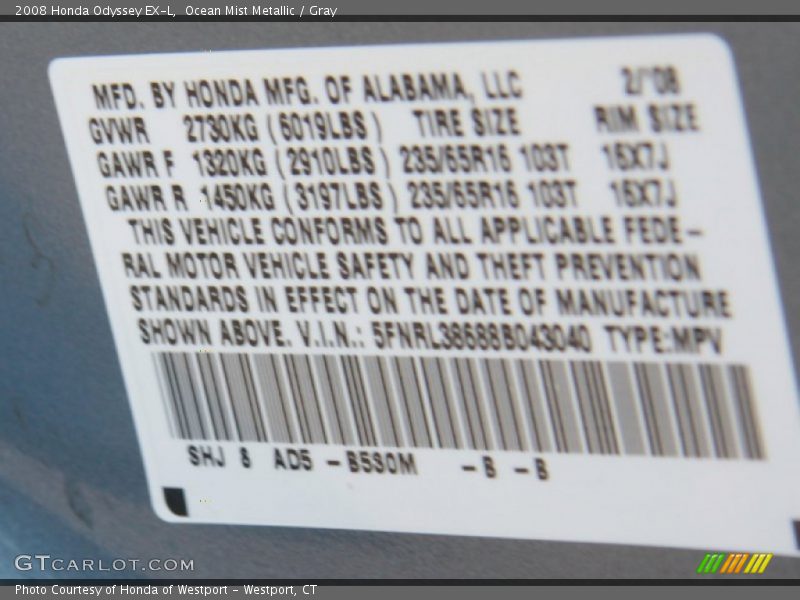 2008 Honda Odyssey EX-L, Ocean Mist Metallic / Gray
MFD. BY HONDA MFG. OF ALABAMA, LLC 2/'08
GVWR 2730KG (6019LBS) TIRE SIZE RIM SIZE
GAWR F 1320KG (2910LBS) 235/65R16 103T 16X7J
GAWR R 1450KG (3197LBS) 235/65R16 103T 16X7J
THIS VEHICLE CONFORMS TO ALL APPLICABLE FEDE-
RAL MOTOR VEHICLE SAFETY AND THEFT PREVENTION
STANDARDS IN EFFECT ON THE DATE OF MANUFACTURE
SHOWN ABOVE. V.I.N.: 5FNRL38688B043040 TYPE:MPV
SHJ 8 AD5 -B530M -B -B
GTCARLOT.COM
Photo Courtesy of Honda of Westport - Westport, CT